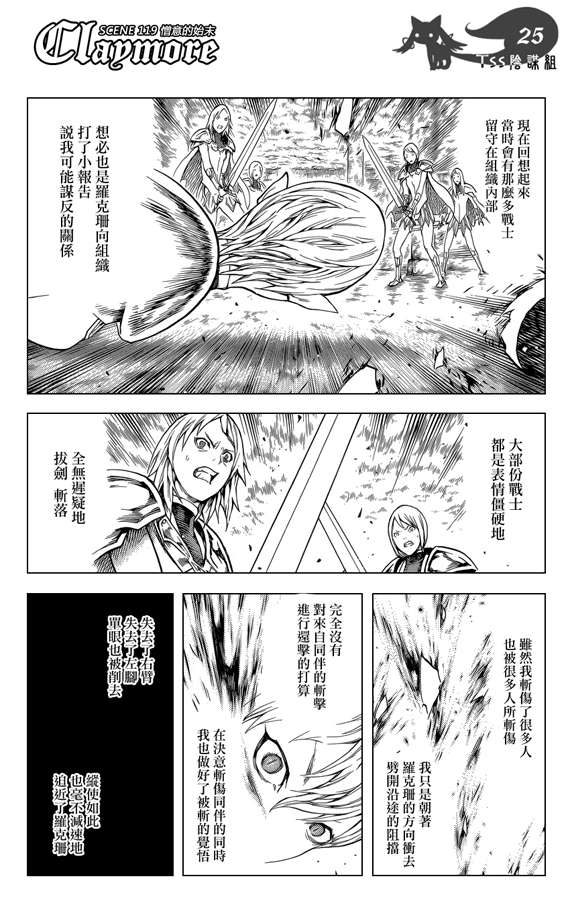 SCENE 119 憎意的始末
Claymore
25
TSS陰謀組
現在回想起來
當時會有那麼多戰士
留守在組織內部
想必也是羅克珊向組織
打了小報告
說我可能謀反的關係
大部份戰士
都是表情僵硬地
全無遲疑地
拔劍 斬落
雖然我斬傷了很多人
也被很多人所斬傷
我只是朝著
羅克珊的方向衝去
劈開沿途的阻擋
完全沒有
對來自同伴的斬擊
進行還擊的打算
在決意斬傷同伴的同時
我也做好了被斬的覺悟
失去了右臂
失去了左腳
單眼也被削去
縱使如此
也毫不減速地
迫近了羅克珊